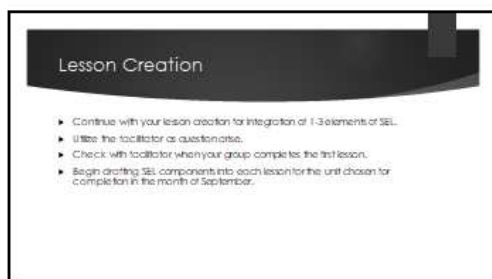 Lesson Creation
Continue with your lesson creation for integration of 1-3 elements of SEL.
Utilize the facilitator as question arise.
Check with facilitator when your group completes the first lesson.
Begin drafting SEL components into each lesson for the unit chosen for
completion in the month of September.